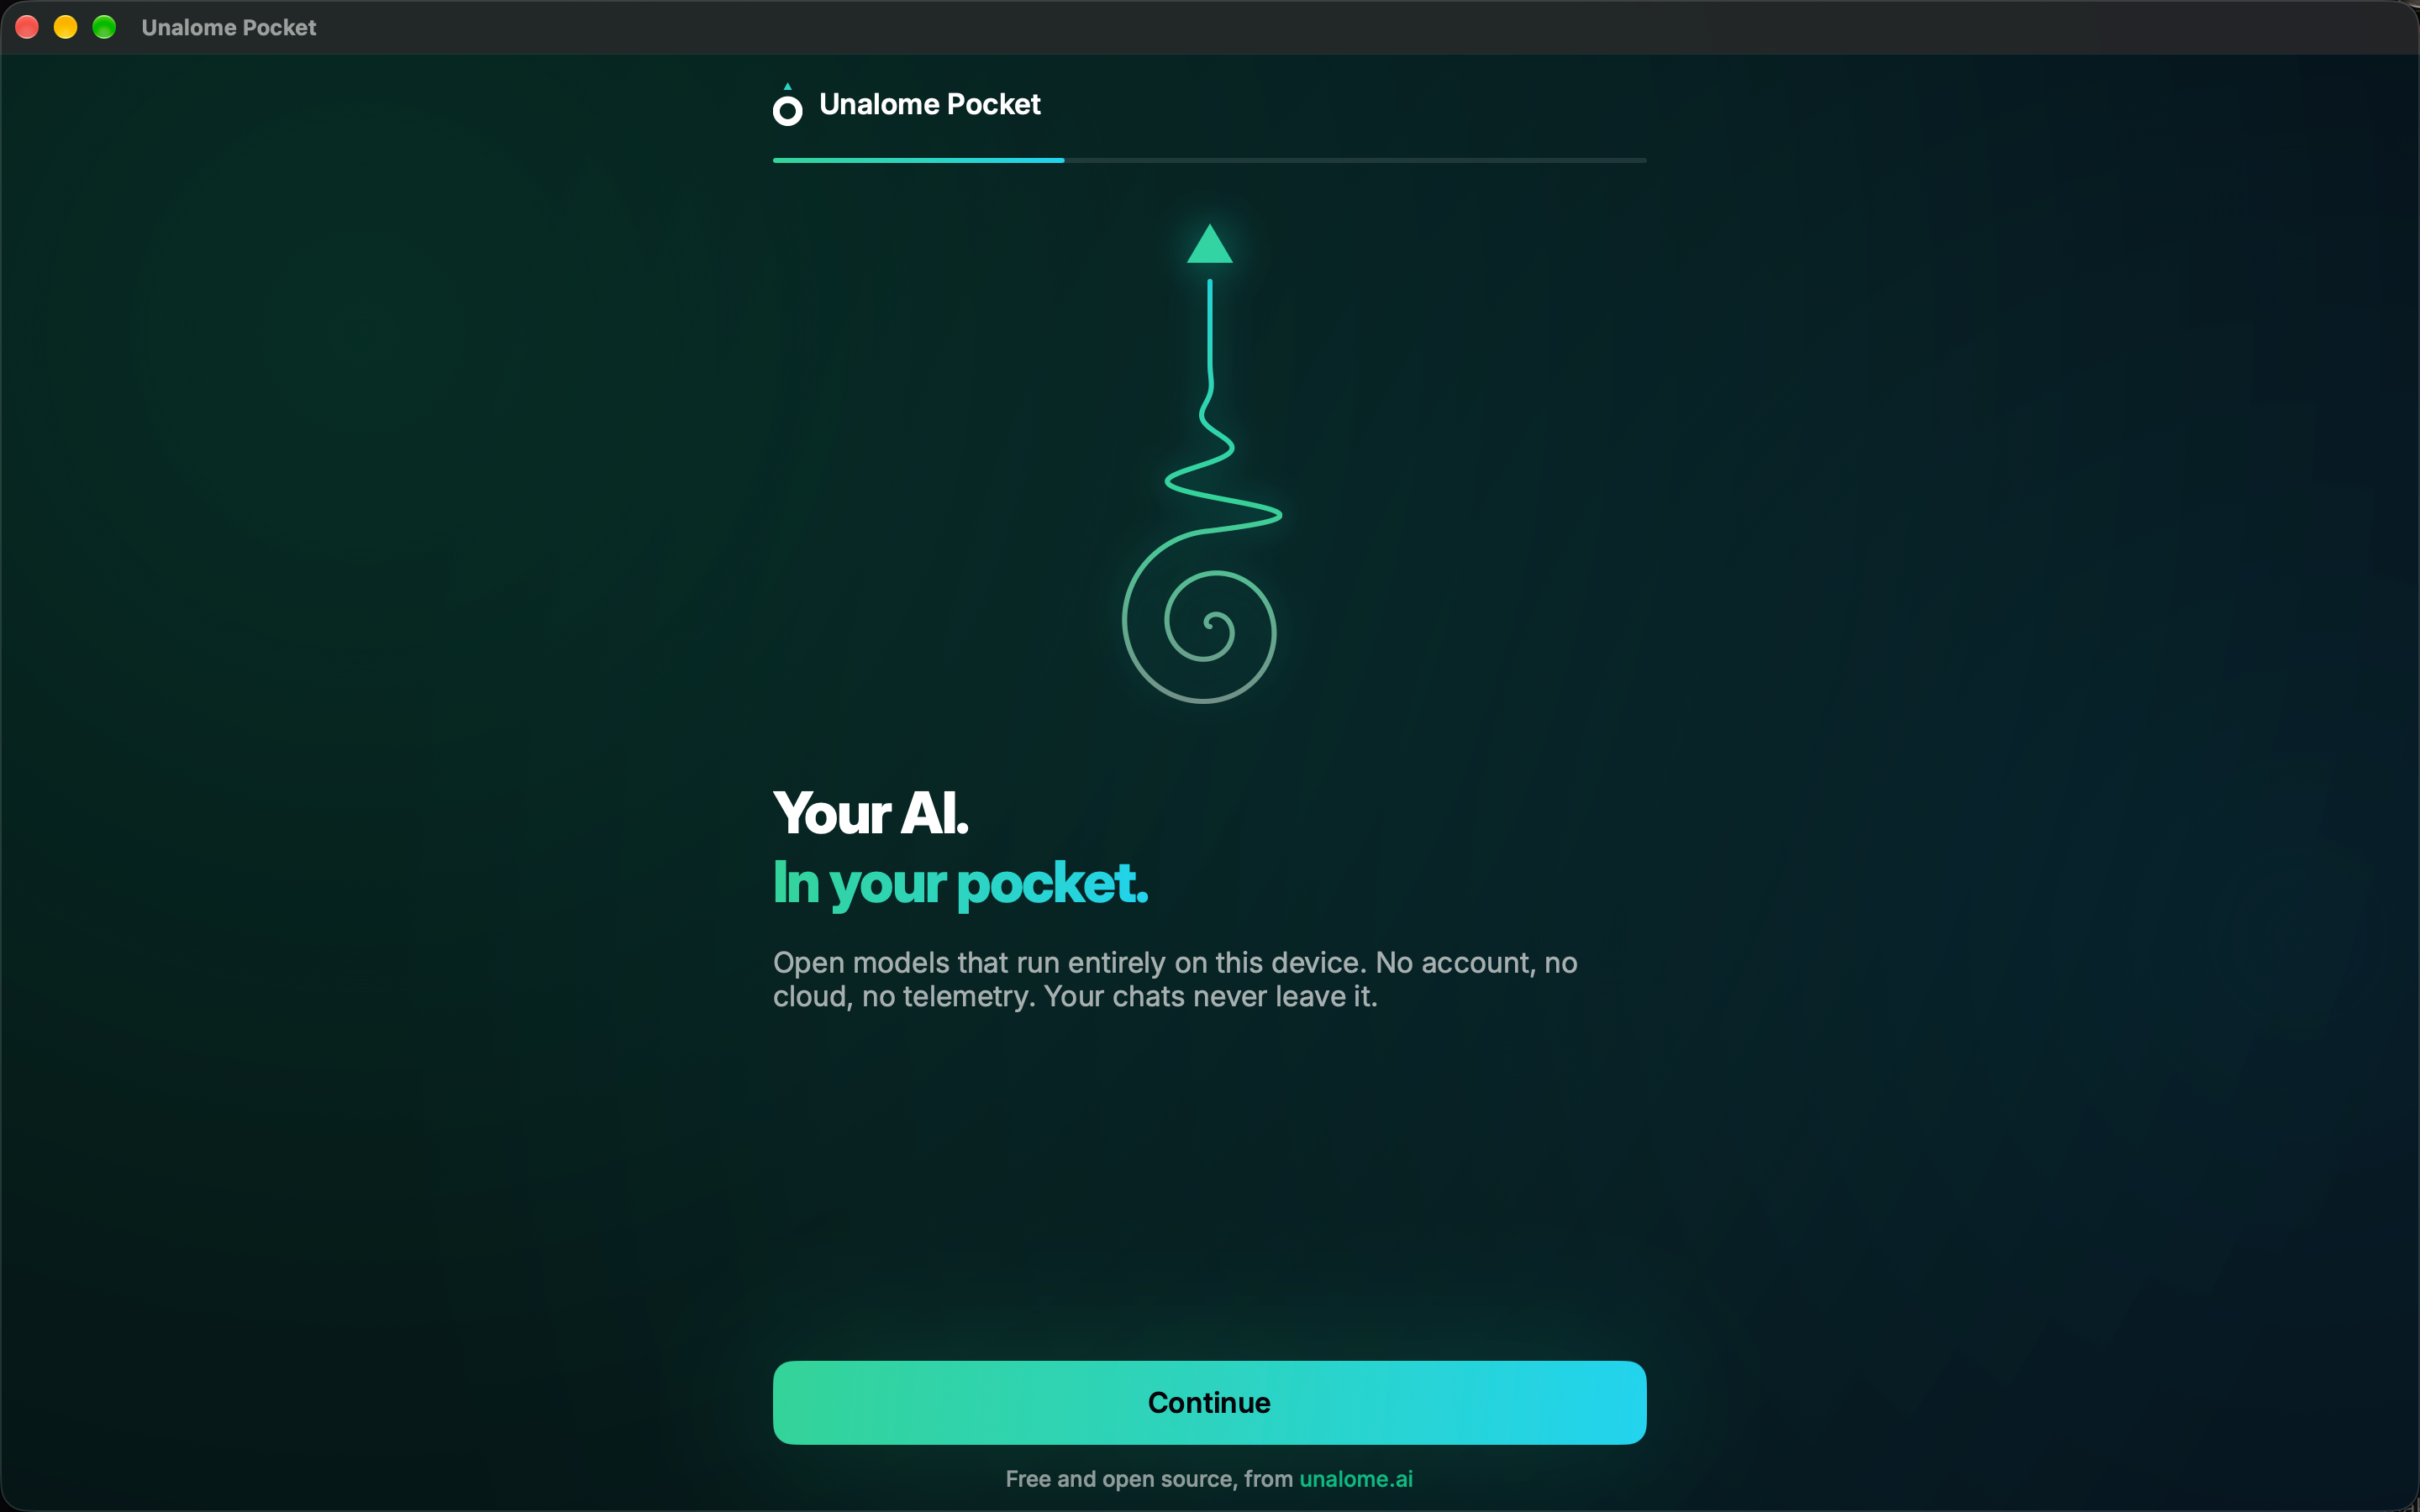 Unalome Pocket
Unalome Pocket
Your AI.
In your pocket.
Open models that run entirely on this device. No account, no
cloud, no telemetry. Your chats never leave it.
Continue
Free and open source, from unalome.ai